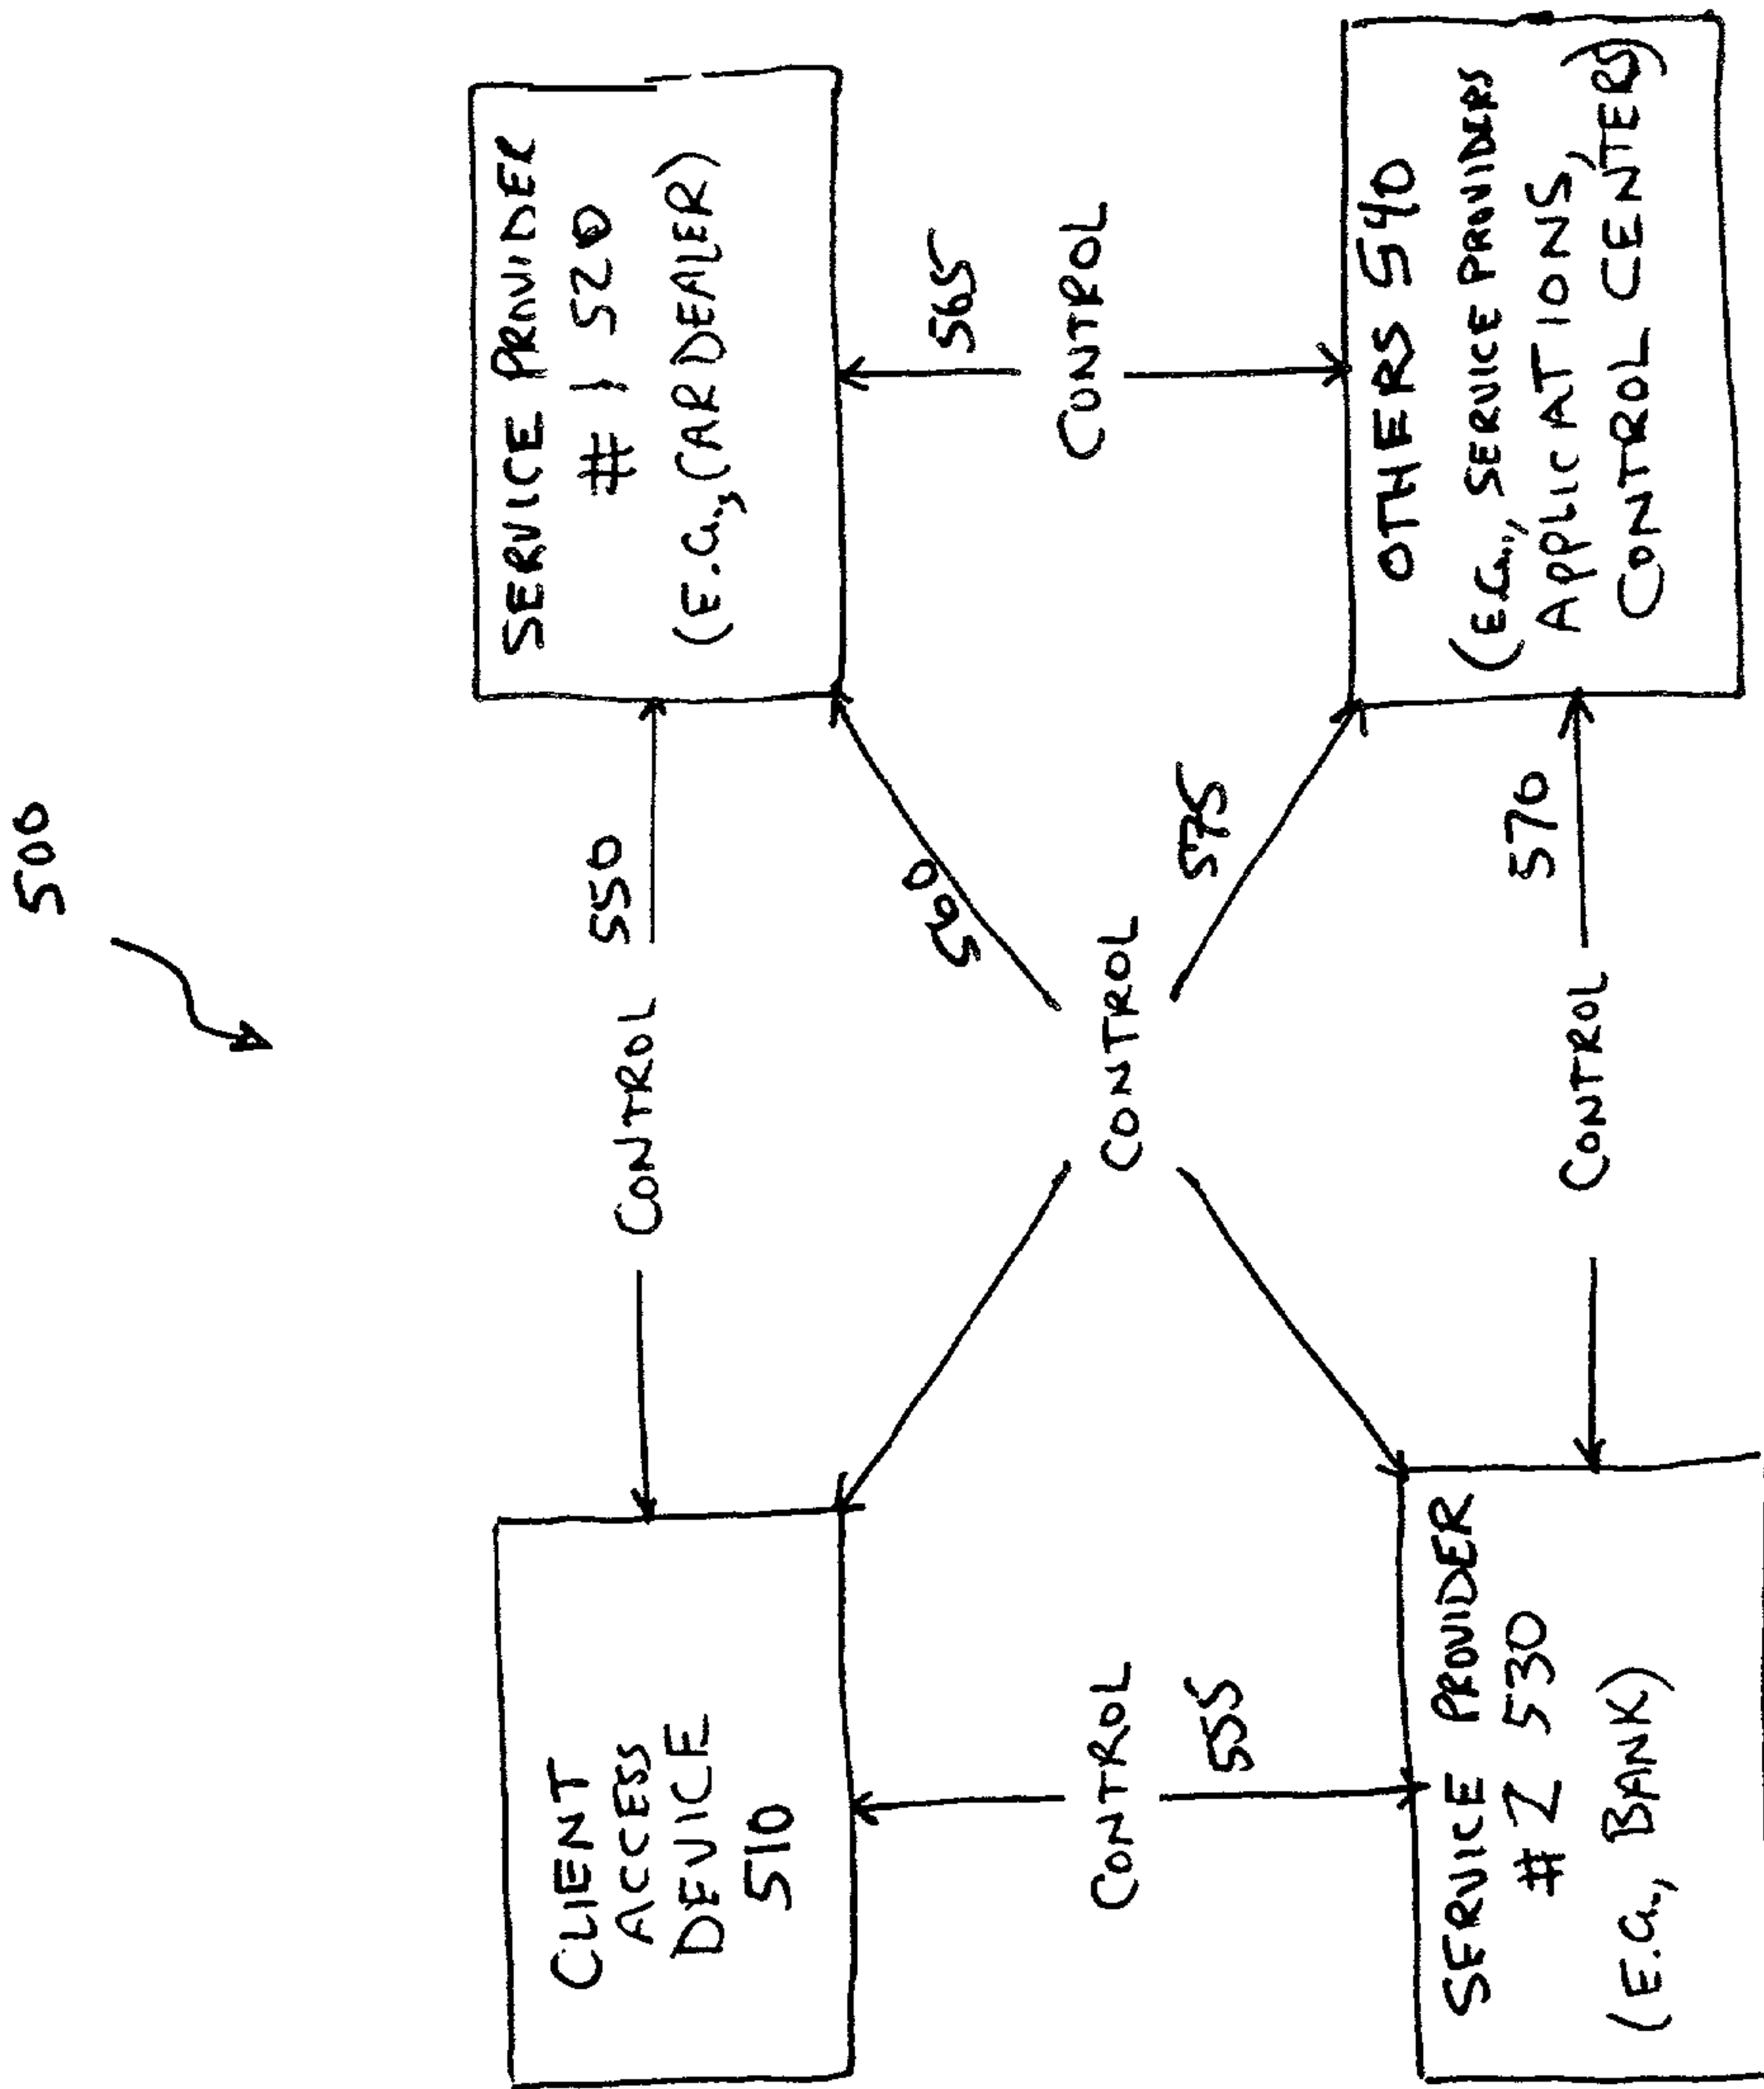 500
CLIENT
ACCESS
DEVICE
510
CONTROL
550
SERVICE PROVIDER
# 1 520
(E.G., CAR DEALER)
CONTROL
555
CONTROL
560
575
CONTROL
565
SERVICE PROVIDER
#2 530
(E.G., BANK)
CONTROL
570
OTHERS 540
(E.G., SERVICE PROVIDERS
APPLICATIONS,
CONTROL CENTERS)